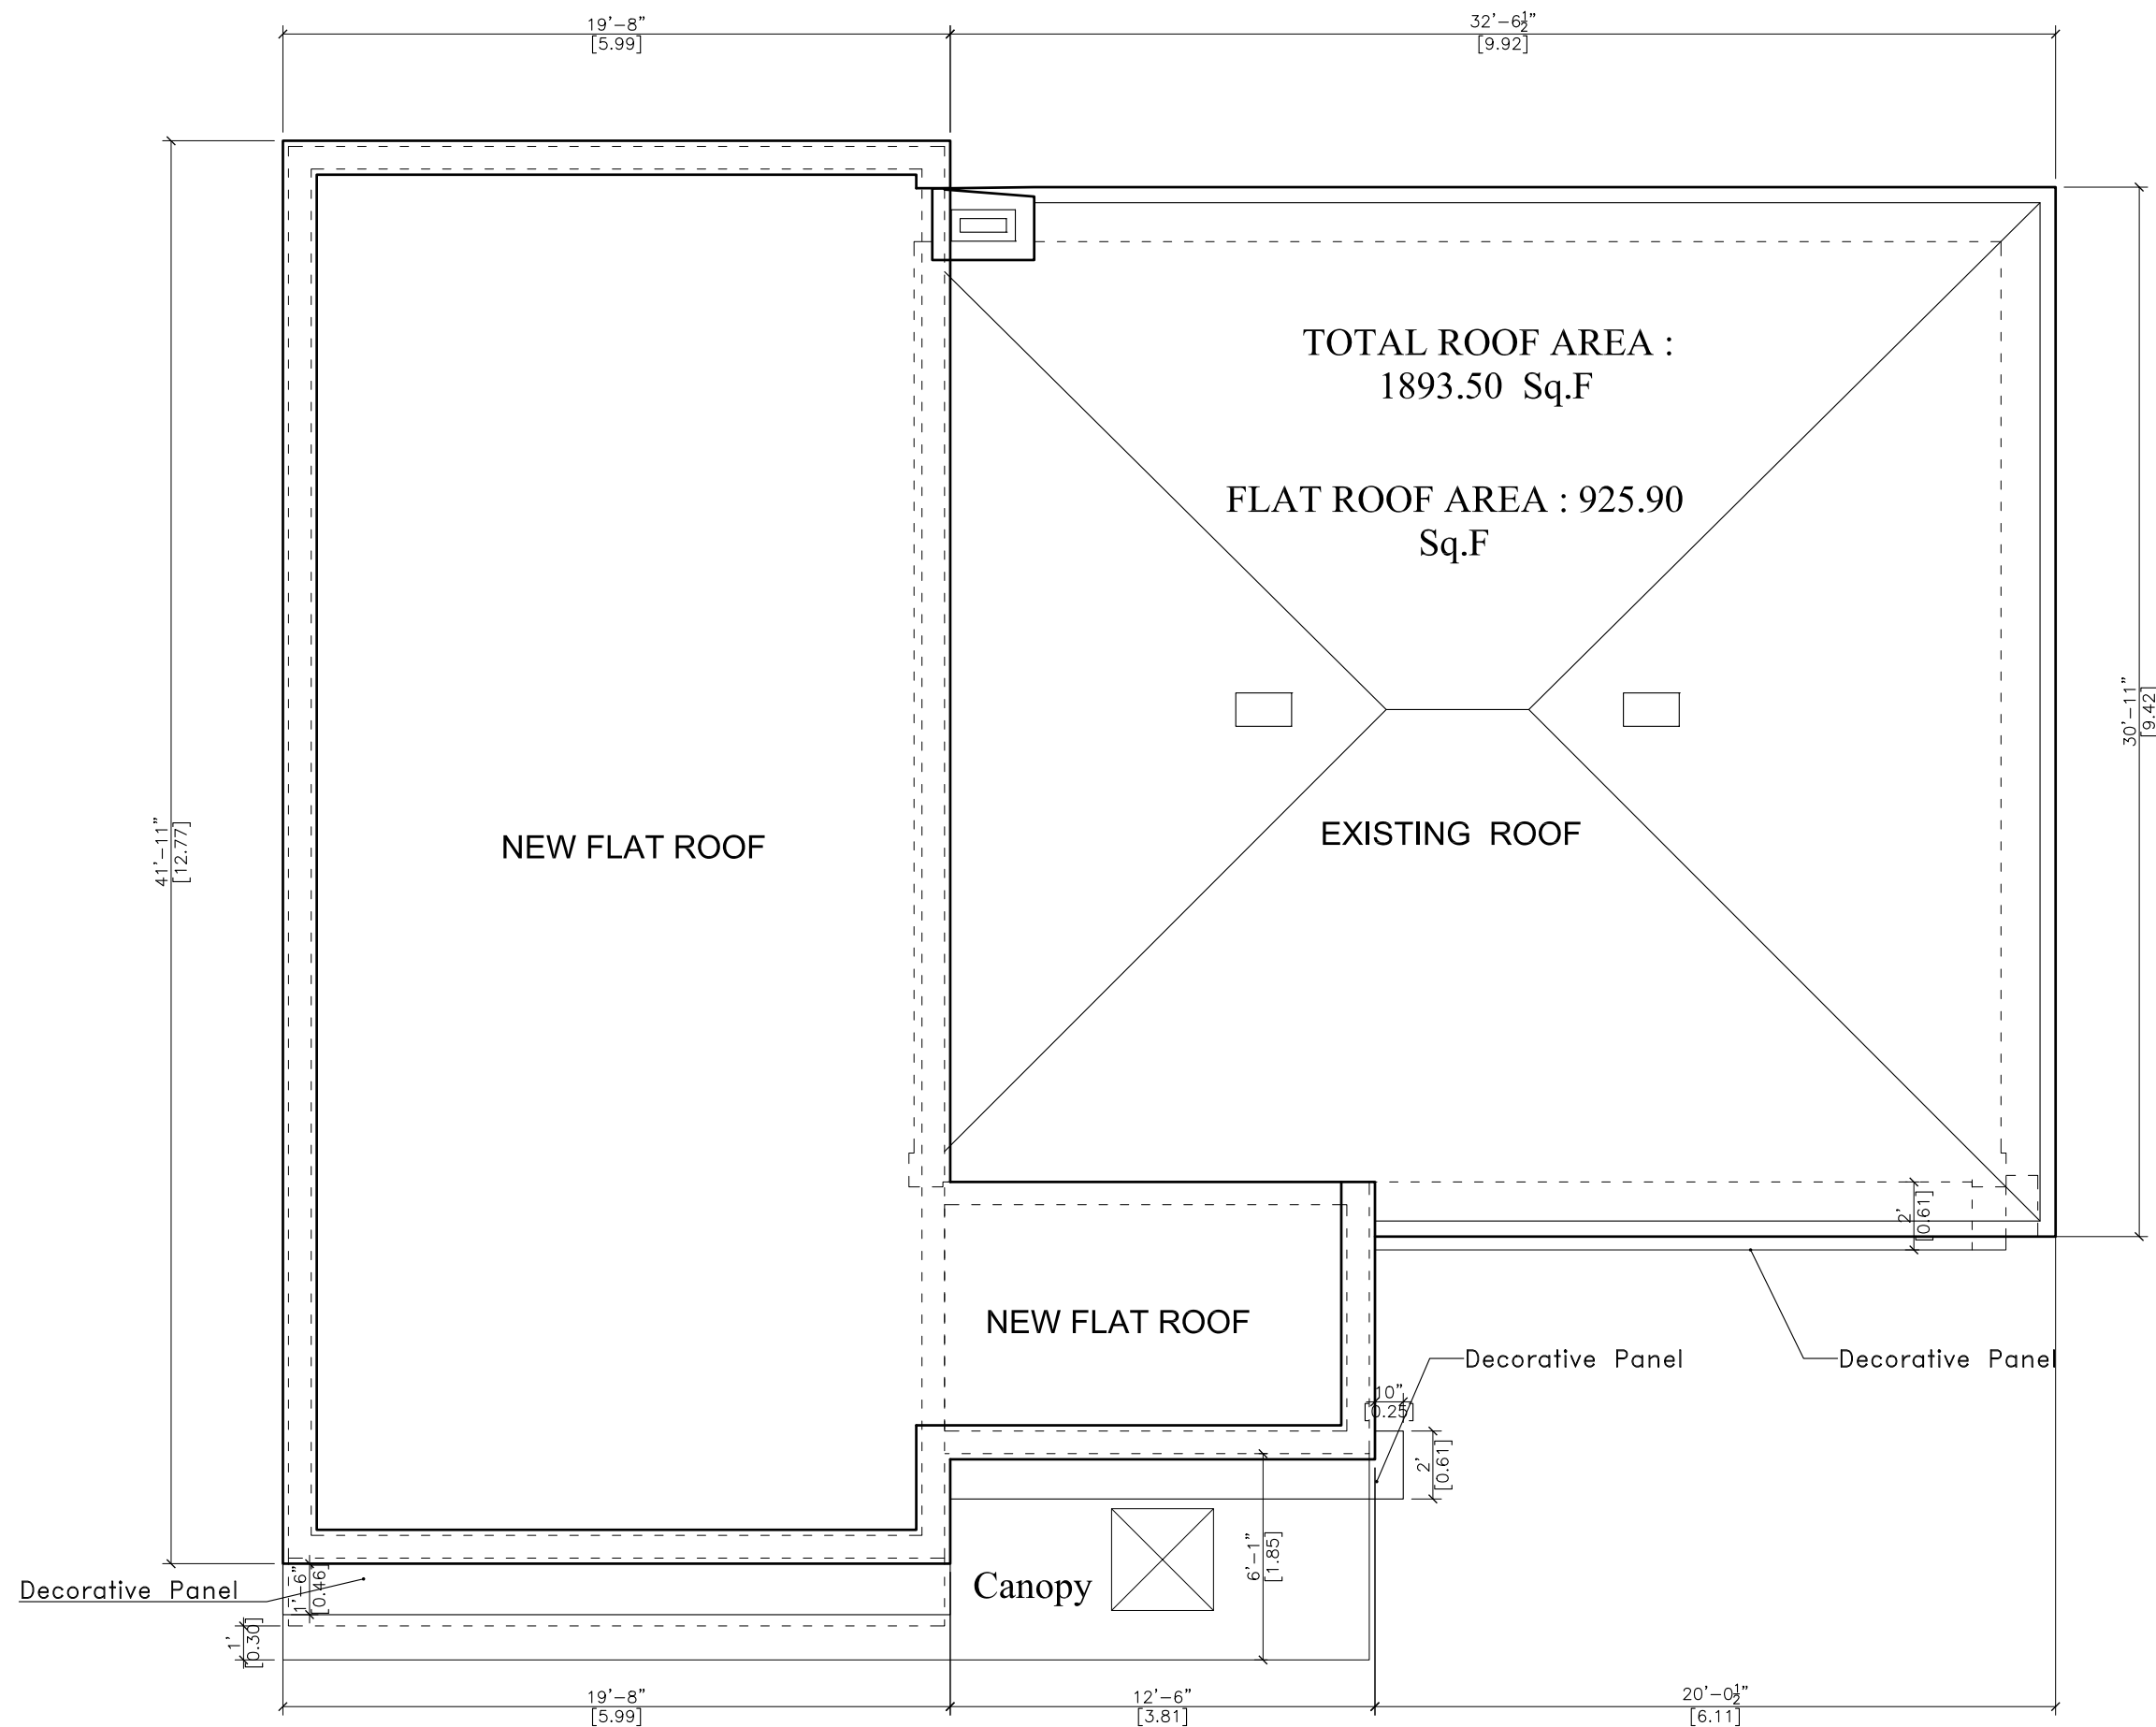 19'-8"
[5.99]
32'-6½"
[9.92]
TOTAL ROOF AREA :
1893.50 Sq.F
FLAT ROOF AREA : 925.90
Sq.F
41'-11"
[12.77]
30'-11"
[9.42]
NEW FLAT ROOF
EXISTING ROOF
2'
[0.61]
NEW FLAT ROOF
Decorative Panel
Decorative Panel
10"
[0.25]
2'
[0.61]
6'-1"
[1.85]
Canopy
Decorative Panel
1'-6"
[0.46]
1'
[0.30]
19'-8"
[5.99]
12'-6"
[3.81]
20'-0½"
[6.11]